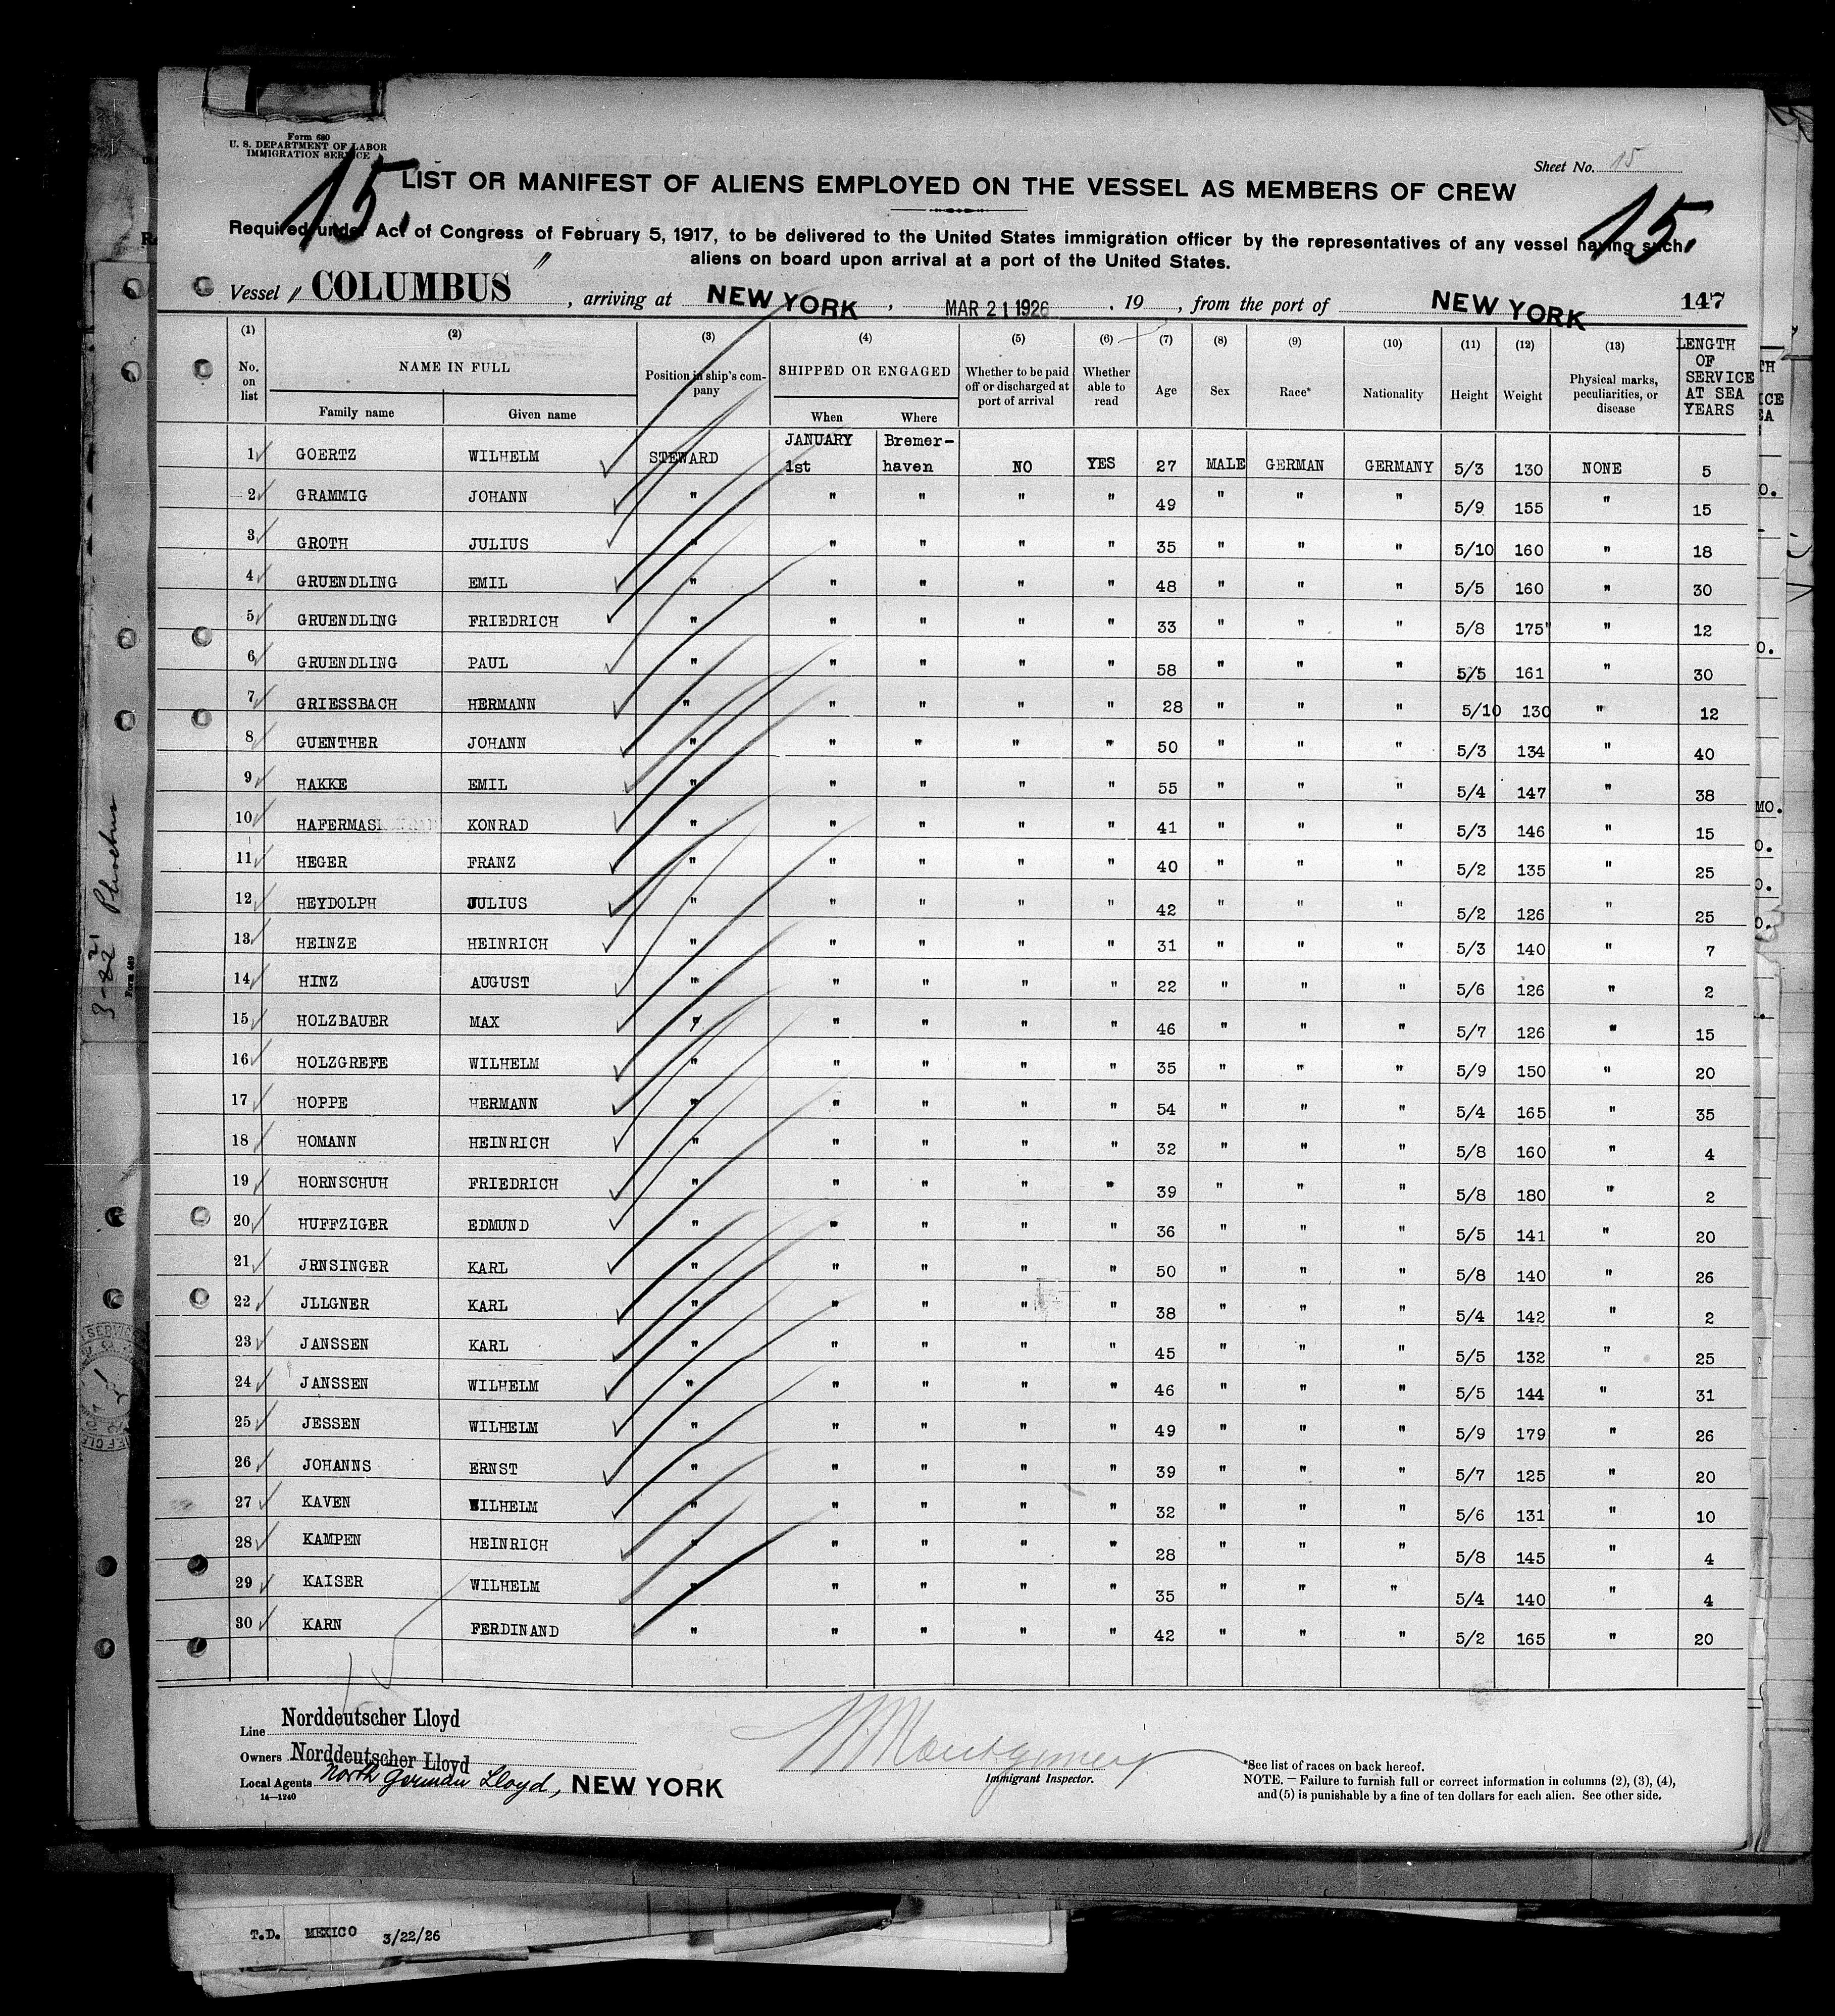 Form 680
U. S. DEPARTMENT OF LABOR
IMMIGRATION SERVICE
Sheet No. 15
15.
15.
LIST OR MANIFEST OF ALIENS EMPLOYED ON THE VESSEL AS MEMBERS OF CREW
Required under Act of Congress of February 5, 1917, to be delivered to the United States immigration officer by the representatives of any vessel having such
aliens on board upon arrival at a port of the United States.
Vessel " COLUMBUS ", arriving at NEW YORK, MAR 21 1926, 19 , from the port of NEW YORK 147
(1) (2) (3) (4) (5) (6) (7) (8) (9) (10) (11) (12) (13) LENGTH OF SERVICE AT SEA YEARS
No. on list NAME IN FULL Position in ship's company SHIPPED OR ENGAGED Whether to be paid off or discharged at port of arrival Whether able to read Age Sex Race* Nationality Height Weight Physical marks, peculiarities, or disease
Family name Given name When Where
1 GOERTZ WILHELM STEWARD JANUARY 1st Bremer-haven NO YES 27 MALE GERMAN GERMANY 5/3 130 NONE 5
2 GRAMMIG JOHANN " " " " " 49 " " " 5/9 155 " 15
3 GROTH JULIUS " " " " " 35 " " " 5/10 160 " 18
4 GRUENDLING EMIL " " " " " 48 " " " 5/5 160 " 30
5 GRUENDLING FRIEDRICH " " " " " 33 " " " 5/8 175" " 12
6 GRUENDLING PAUL " " " " " 58 " " " 5/5 161 " 30
7 GRIESSBACH HERMANN " " " " " 28 " " " 5/10 130 " 12
8 GUENTHER JOHANN " " " " " 50 " " " 5/3 134 " 40
9 HAKKE EMIL " " " " " 55 " " " 5/4 147 " 38
10 HAFERMAS KONRAD " " " " " 41 " " " 5/3 146 " 15
11 HEGER FRANZ " " " " " 40 " " " 5/2 135 " 25
12 HEYDOLPH JULIUS " " " " " 42 " " " 5/2 126 " 25
13 HEINZE HEINRICH " " " " " 31 " " " 5/3 140 " 7
14 HINZ AUGUST " " " " " 22 " " " 5/6 126 " 2
15 HOLZBAUER MAX " " " " " 46 " " " 5/7 126 " 15
16 HOLZGREFE WILHELM " " " " " 35 " " " 5/9 150 " 20
17 HOPPE HERMANN " " " " " 54 " " " 5/4 165 " 35
18 HOMANN HEINRICH " " " " " 32 " " " 5/8 160 " 4
19 HORNSCHUH FRIEDRICH " " " " " 39 " " " 5/8 180 " 2
20 HUFFZIGER EDMUND " " " " " 36 " " " 5/5 141 " 20
21 JRNSINGER KARL " " " " " 50 " " " 5/8 140 " 26
22 JLLGNER KARL " " " " " 38 " " " 5/4 142 " 2
23 JANSSEN KARL " " " " " 45 " " " 5/5 132 " 25
24 JANSSEN WILHELM " " " " " 46 " " " 5/5 144 " 31
25 JESSEN WILHELM " " " " " 49 " " " 5/9 179 " 26
26 JOHANNS ERNST " " " " " 39 " " " 5/7 125 " 20
27 KAVEN WILHELM " " " " " 32 " " " 5/6 131 " 10
28 KAMPEN HEINRICH " " " " " 28 " " " 5/8 145 " 4
29 KAISER WILHELM " " " " " 35 " " " 5/4 140 " 4
30 KARN FERDINAND " " " " " 42 " " " 5/2 165 " 20
Line Norddeutscher Lloyd
Owners Norddeutscher Lloyd
Local Agents North German Lloyd, NEW YORK
14—1240
Montgomery
Immigrant Inspector.
*See list of races on back hereof.
NOTE.—Failure to furnish full or correct information in columns (2), (3), (4),
and (5) is punishable by a fine of ten dollars for each alien. See other side.
T.D. MEXICO 3/22/26
Form 680